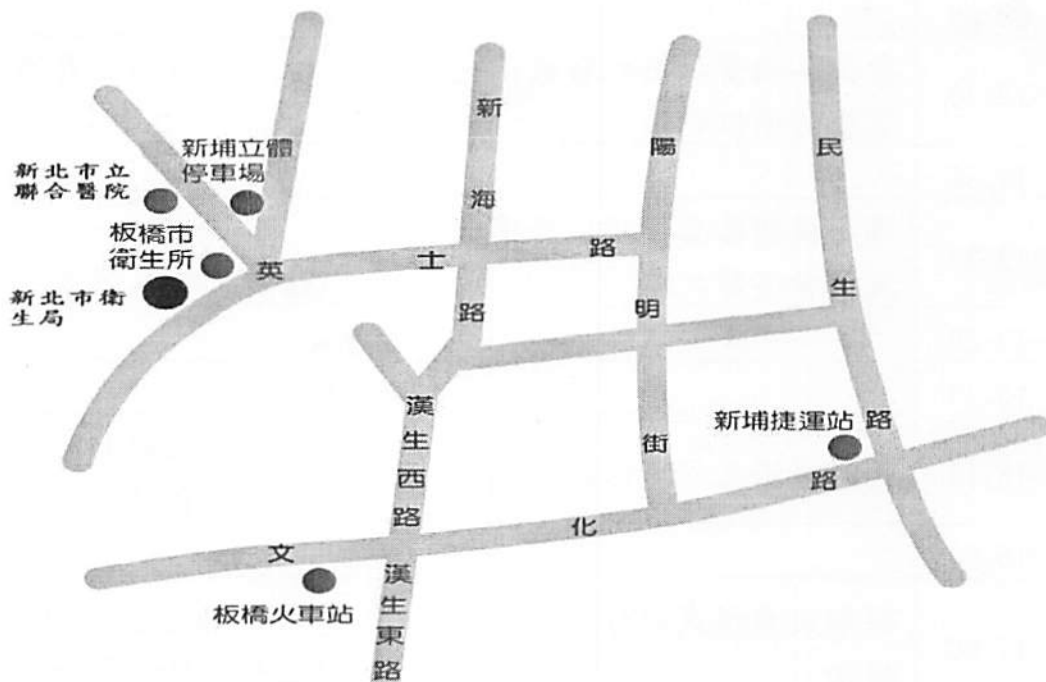 新北市立
聯合醫院
新埔立體
停車場
板橋市
衛生所
新北市衛
生局
英士路
新海路
陽明街
民生路
漢生西路
新埔捷運站
文化路
板橋火車站
漢生東路